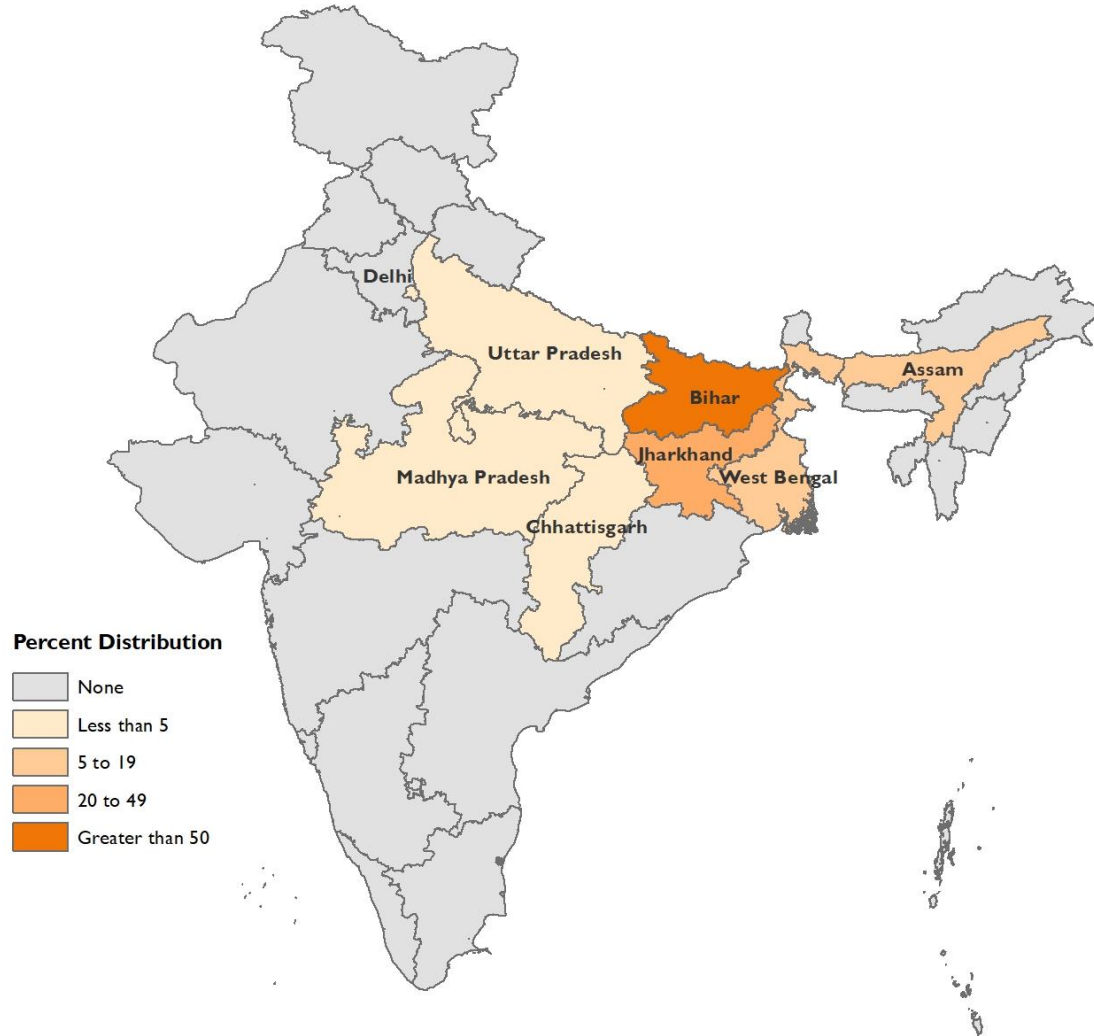 Delhi
Uttar Pradesh
Assam
Bihar
Jharkhand
Madhya Pradesh
West Bengal
Chhattisgarh
Percent Distribution
None
Less than 5
5 to 19
20 to 49
Greater than 50